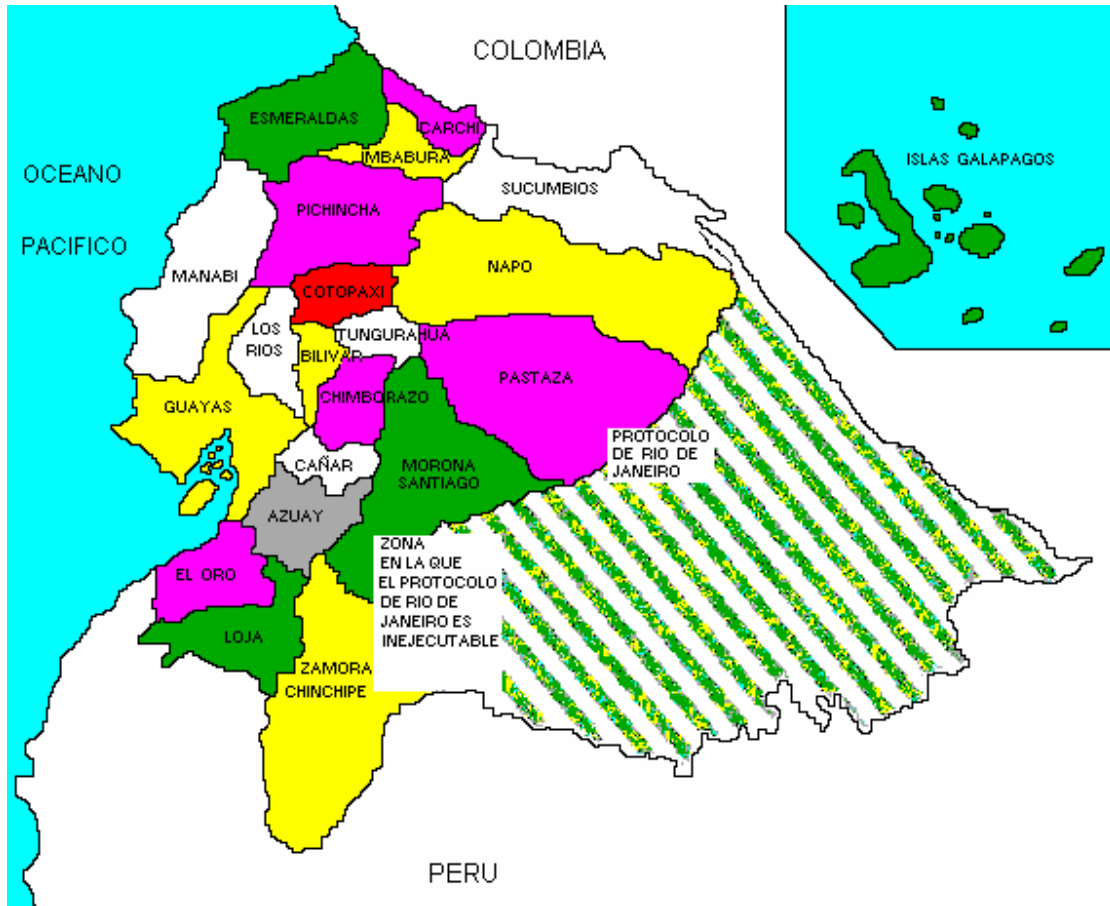 COLOMBIA
ESMERALDAS
CARCHI
IMBABURA
ISLAS GALAPAGOS
OCEANO
PACIFICO
SUCUMBIOS
PICHINCHA
MANABI
NAPO
COTOPAXI
LOS
RIOS
TUNGURAHUA
BILIVAR
PASTAZA
CHIMBORAZO
GUAYAS
PROTOCOLO
DE RIO DE
JANEIRO
CAÑAR
MORONA
SANTIAGO
AZUAY
ZONA
EN LA QUE
EL PROTOCOLO
DE RIO DE
JANEIRO ES
INEJECUTABLE
EL ORO
LOJA
ZAMORA
CHINCHIPE
PERU